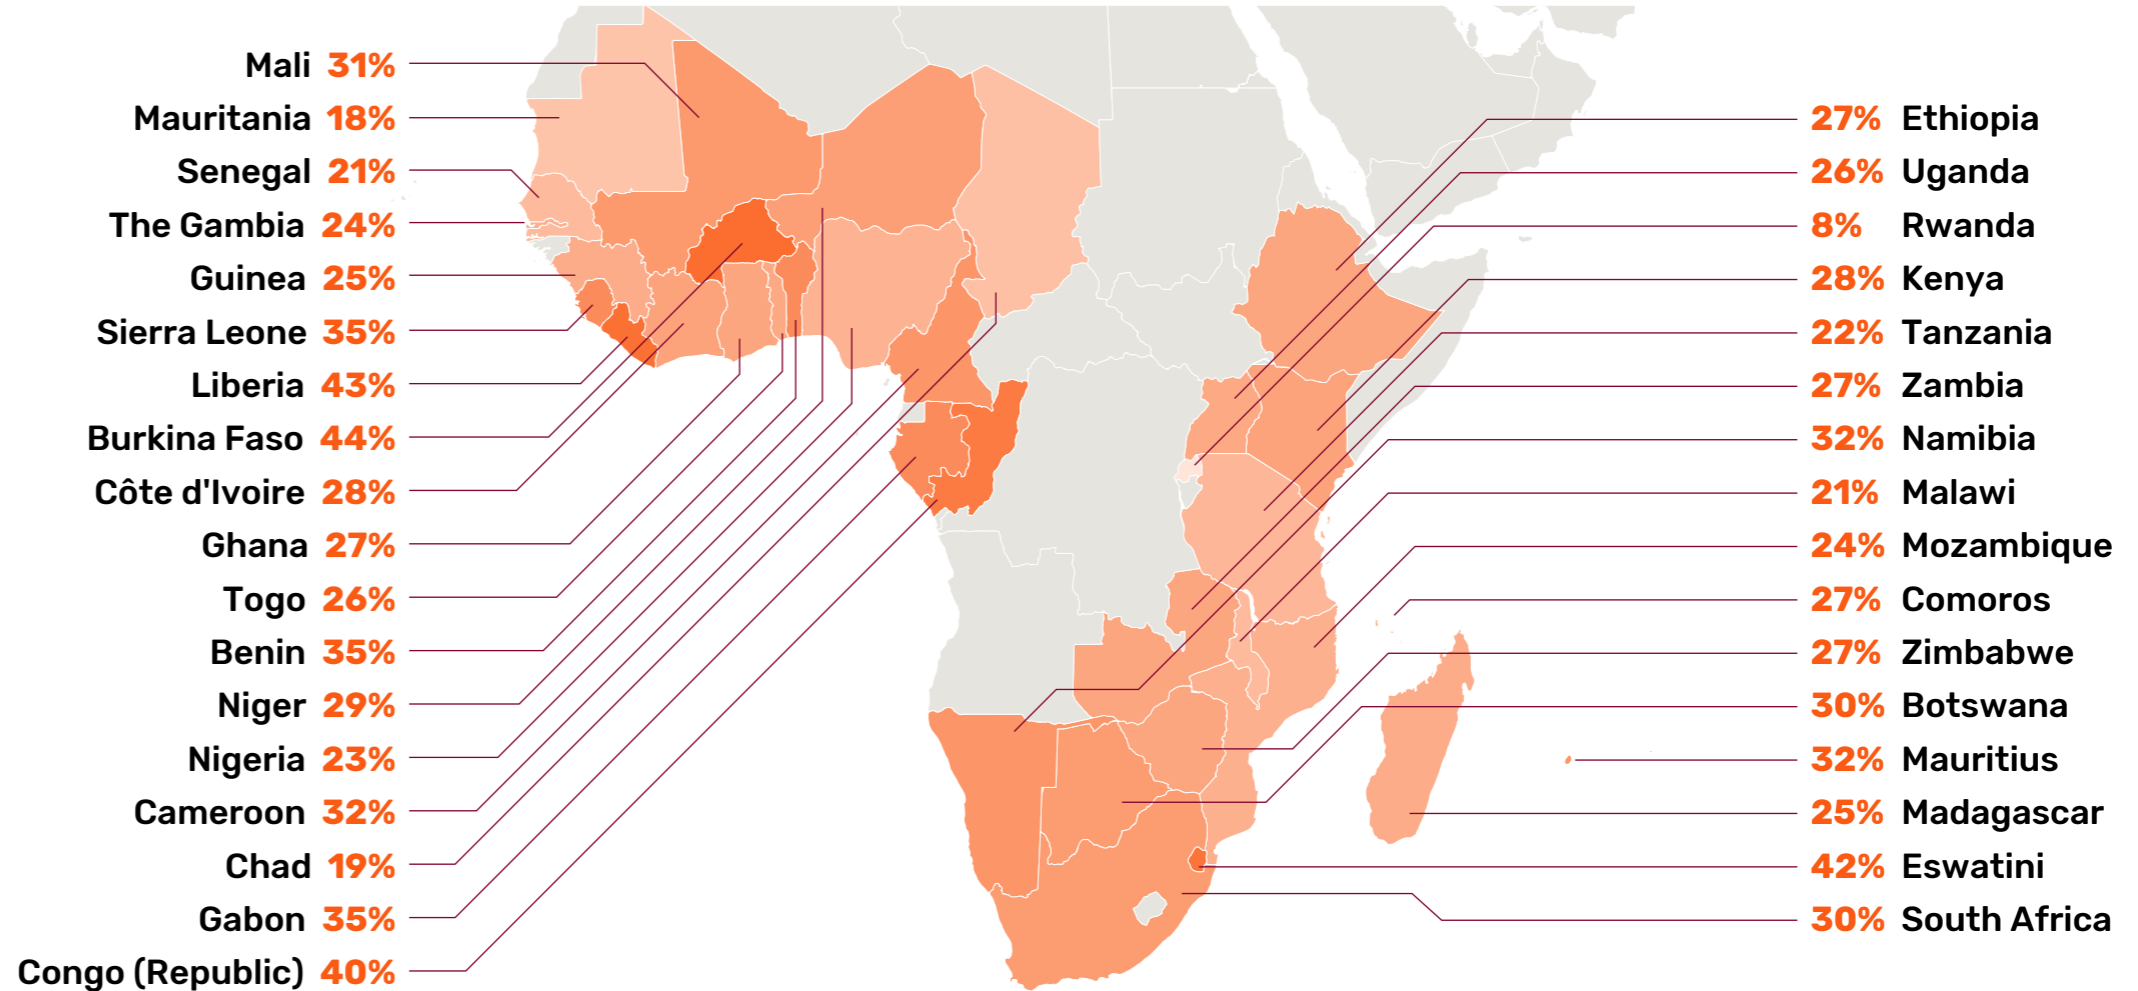 Mali 31%
Mauritania 18%
Senegal 21%
The Gambia 24%
Guinea 25%
Sierra Leone 35%
Liberia 43%
Burkina Faso 44%
Côte d'Ivoire 28%
Ghana 27%
Togo 26%
Benin 35%
Niger 29%
Nigeria 23%
Cameroon 32%
Chad 19%
Gabon 35%
Congo (Republic) 40%
27% Ethiopia
26% Uganda
8% Rwanda
28% Kenya
22% Tanzania
27% Zambia
32% Namibia
21% Malawi
24% Mozambique
27% Comoros
27% Zimbabwe
30% Botswana
32% Mauritius
25% Madagascar
42% Eswatini
30% South Africa